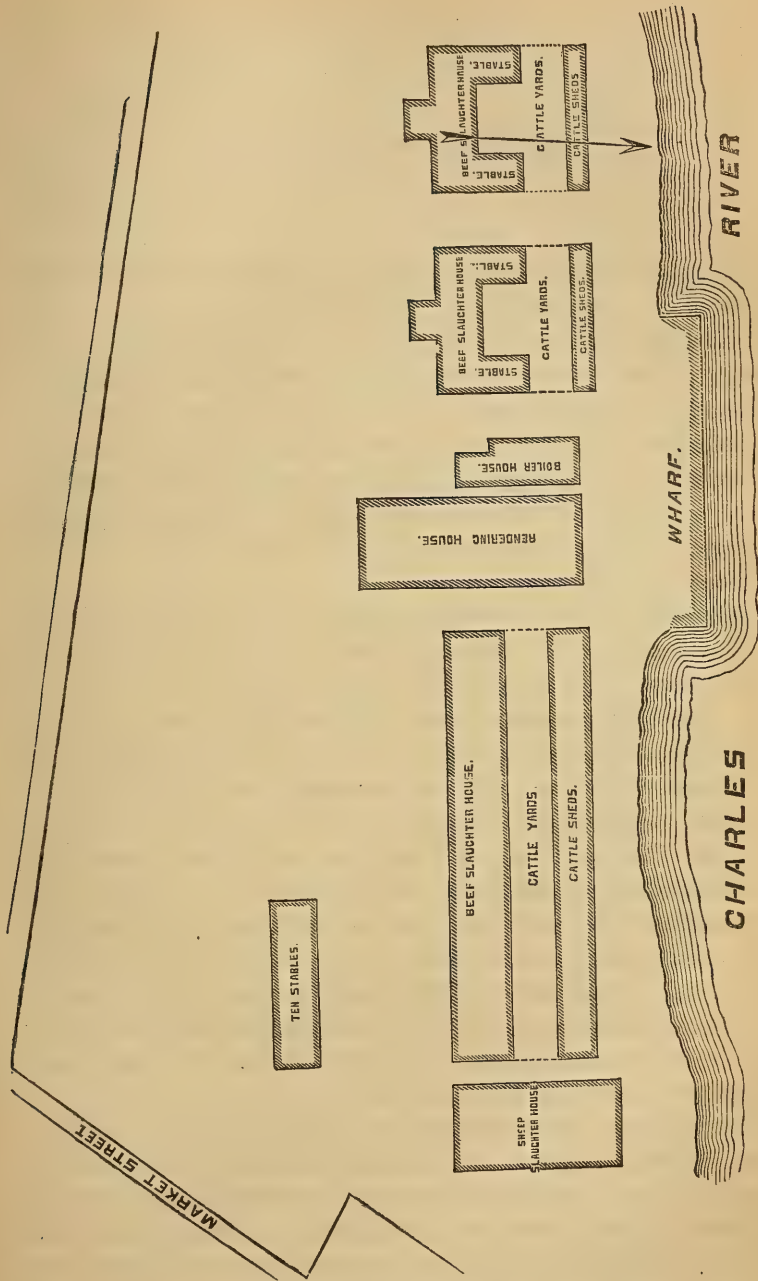 MARKET STREET
TEN STABLES.
SHEEP
SLAUGHTER HOUSE
BEEF SLAUGHTER HOUSE.
CATTLE YARDS.
CATTLE SHEDS.
RENDERING HOUSE.
BOILER HOUSE.
BEEF SLAUGHTER HOUSE
STABLE.
STABL.
CATTLE YARDS.
CATTLE SHEDS.
BEEF SLAUGHTER HOUSE
STABLE.
STABLE.
CATTLE YARDS.
CATTLE SHEDS
WHARF.
CHARLES RIVER